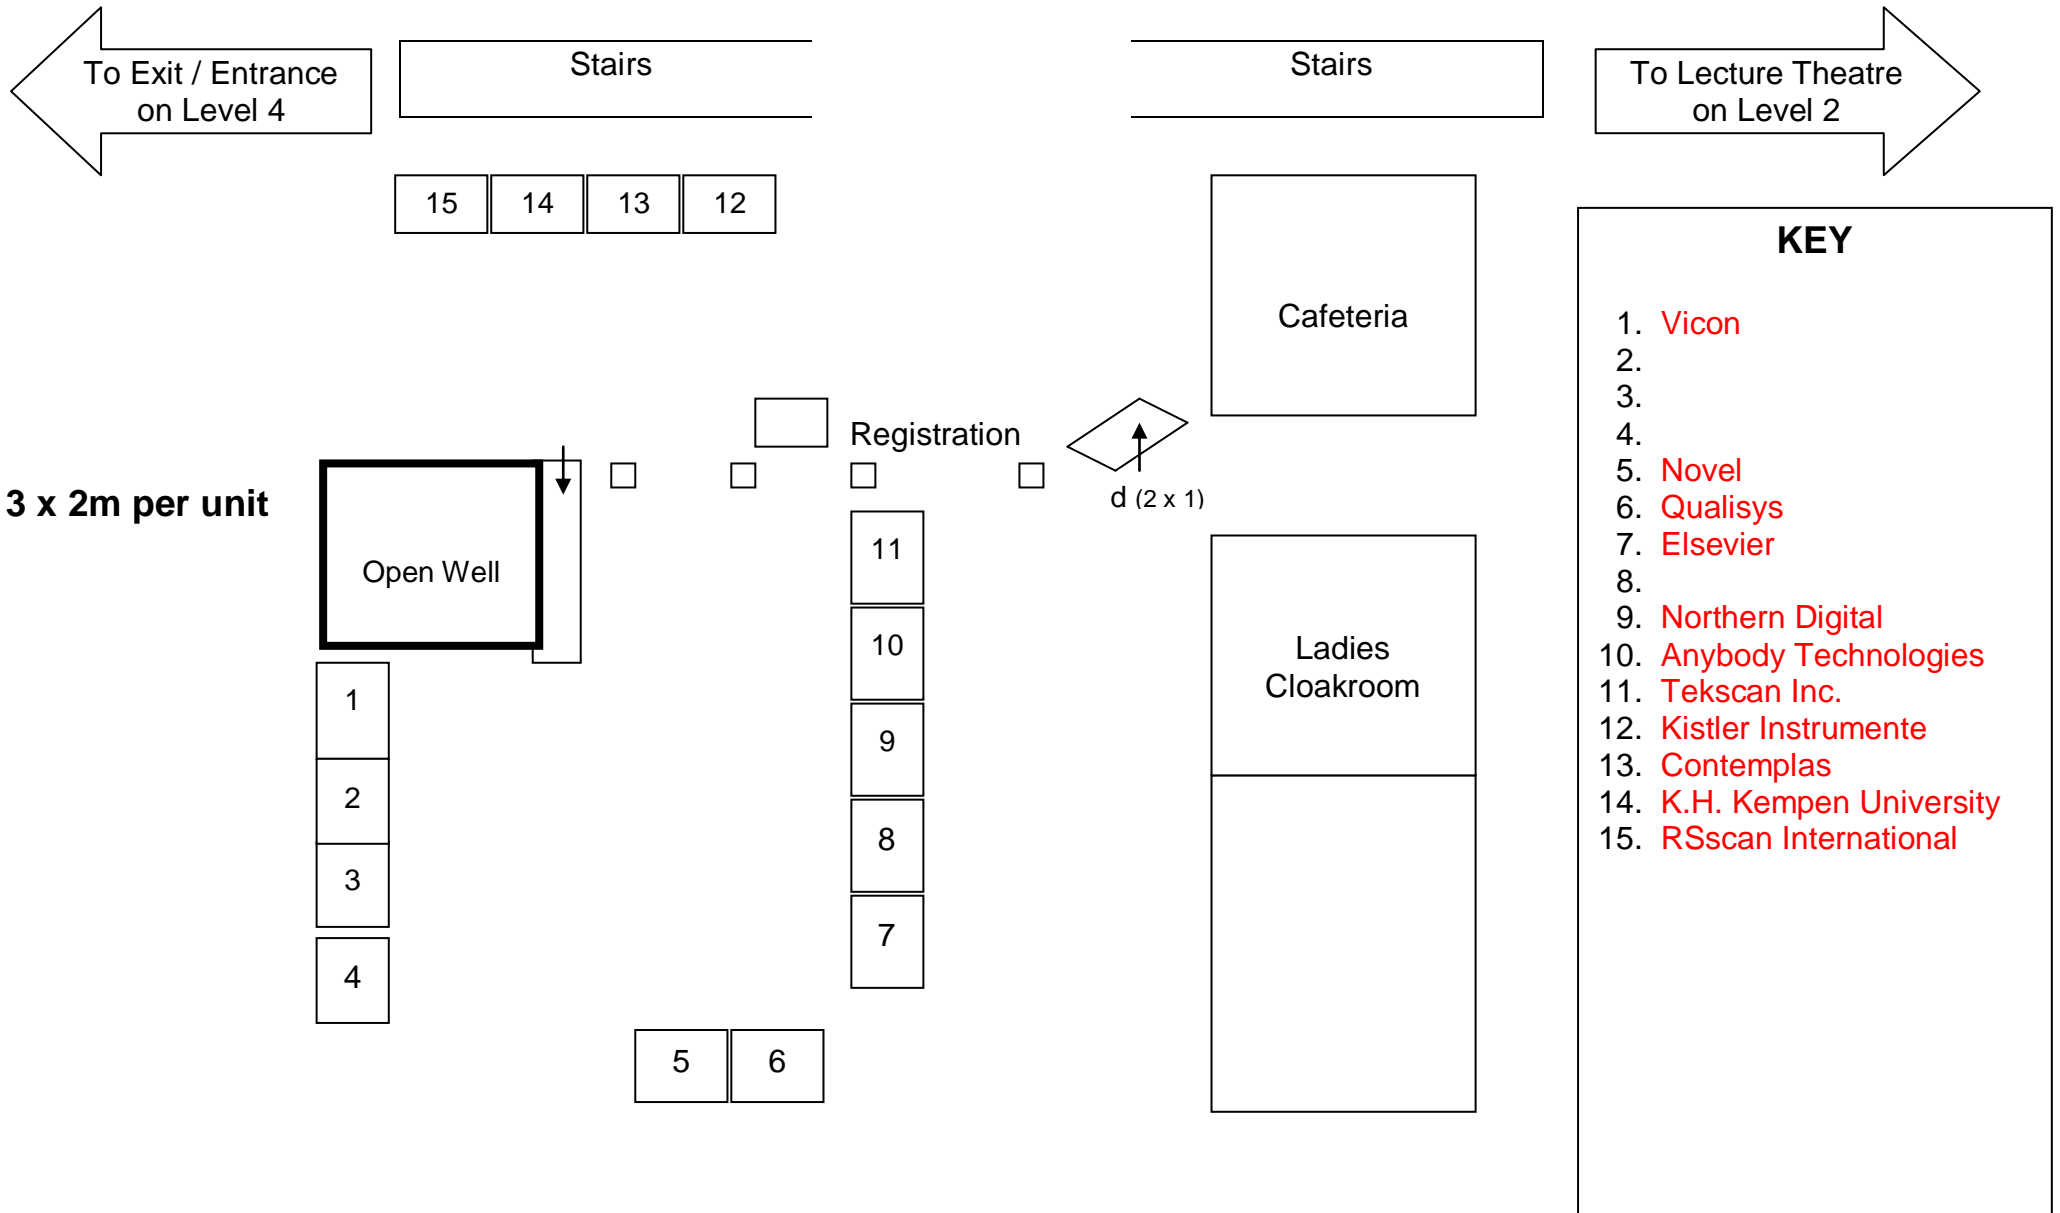 To Exit / Entrance
on Level 4
Stairs
Stairs
To Lecture Theatre
on Level 2
15 14 13 12
Cafeteria
Registration
d (2 x 1)
3 x 2m per unit
Open Well
11
10
9
8
7
Ladies
Cloakroom
1
2
3
4
5 6
KEY
1. Vicon
2.
3.
4.
5. Novel
6. Qualisys
7. Elsevier
8.
9. Northern Digital
10. Anybody Technologies
11. Tekscan Inc.
12. Kistler Instrumente
13. Contemplas
14. K.H. Kempen University
15. RSscan International